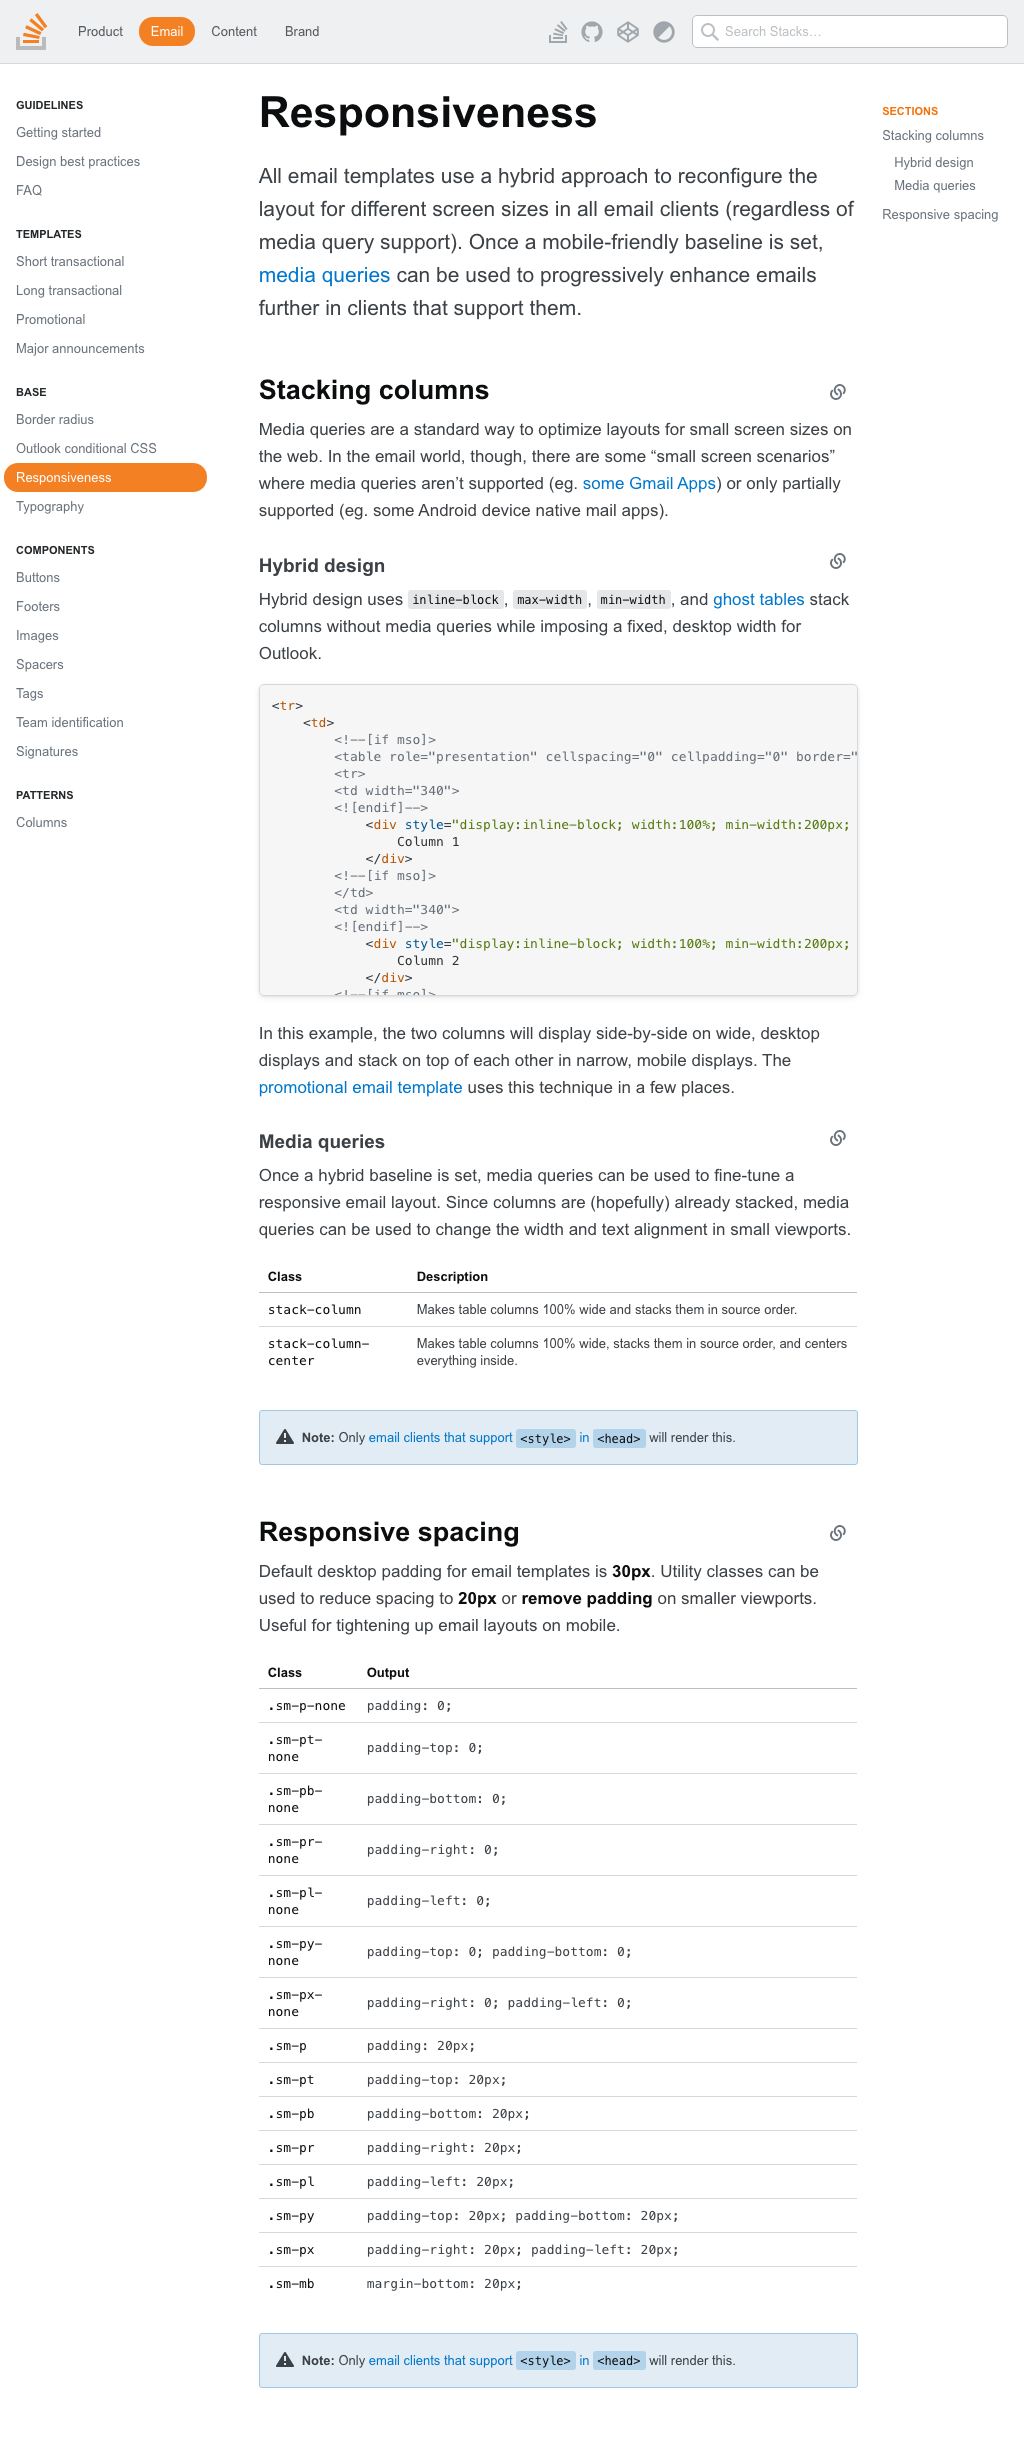 Product
Email
Content
Brand
Search Stacks…
GUIDELINES
Getting started
Design best practices
FAQ
TEMPLATES
Short transactional
Long transactional
Promotional
Major announcements
BASE
Border radius
Outlook conditional CSS
Responsiveness
Typography
COMPONENTS
Buttons
Footers
Images
Spacers
Tags
Team identification
Signatures
PATTERNS
Columns
Responsiveness
All email templates use a hybrid approach to reconfigure the
layout for different screen sizes in all email clients (regardless of
media query support). Once a mobile-friendly baseline is set,
media queries can be used to progressively enhance emails
further in clients that support them.
Stacking columns
Media queries are a standard way to optimize layouts for small screen sizes on
the web. In the email world, though, there are some “small screen scenarios”
where media queries aren’t supported (eg. some Gmail Apps) or only partially
supported (eg. some Android device native mail apps).
Hybrid design
Hybrid design uses inline-block, max-width, min-width, and ghost tables stack
columns without media queries while imposing a fixed, desktop width for
Outlook.
<tr>
<td>
<!--[if mso]>
<table role="presentation" cellspacing="0" cellpadding="0" border="
<tr>
<td width="340">
<![endif]-->
<div style="display:inline-block; width:100%; min-width:200px;
Column 1
</div>
<!--[if mso]>
</td>
<td width="340">
<![endif]-->
<div style="display:inline-block; width:100%; min-width:200px;
Column 2
</div>
<!--[if mso]>
In this example, the two columns will display side-by-side on wide, desktop
displays and stack on top of each other in narrow, mobile displays. The
promotional email template uses this technique in a few places.
Media queries
Once a hybrid baseline is set, media queries can be used to fine-tune a
responsive email layout. Since columns are (hopefully) already stacked, media
queries can be used to change the width and text alignment in small viewports.
Class Description
stack-column Makes table columns 100% wide and stacks them in source order.
stack-column- Makes table columns 100% wide, stacks them in source order, and centers
center everything inside.
Note: Only email clients that support <style> in <head> will render this.
Responsive spacing
Default desktop padding for email templates is 30px. Utility classes can be
used to reduce spacing to 20px or remove padding on smaller viewports.
Useful for tightening up email layouts on mobile.
Class Output
.sm-p-none padding: 0;
.sm-pt-
none
padding-top: 0;
.sm-pb-
none
padding-bottom: 0;
.sm-pr-
none
padding-right: 0;
.sm-pl-
none
padding-left: 0;
.sm-py-
none
padding-top: 0; padding-bottom: 0;
.sm-px-
none
padding-right: 0; padding-left: 0;
.sm-p padding: 20px;
.sm-pt padding-top: 20px;
.sm-pb padding-bottom: 20px;
.sm-pr padding-right: 20px;
.sm-pl padding-left: 20px;
.sm-py padding-top: 20px; padding-bottom: 20px;
.sm-px padding-right: 20px; padding-left: 20px;
.sm-mb margin-bottom: 20px;
Note: Only email clients that support <style> in <head> will render this.
SECTIONS
Stacking columns
Hybrid design
Media queries
Responsive spacing